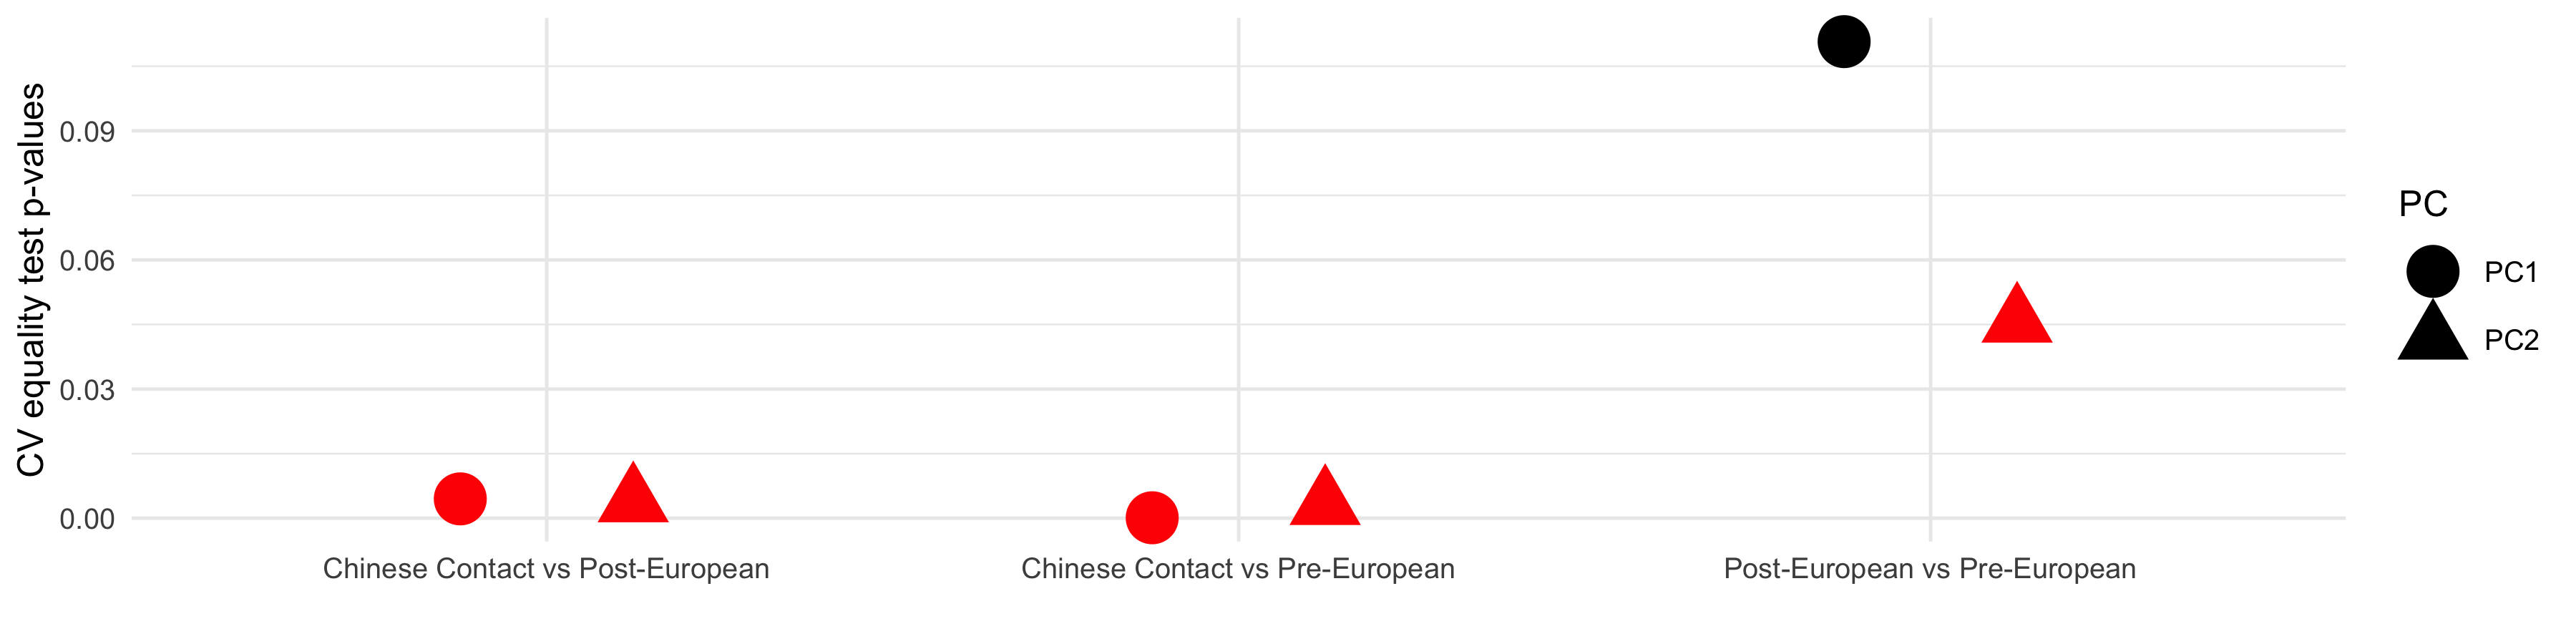 CV equality test p-values
0.09
0.06
0.03
0.00
Chinese Contact vs Post-European
Chinese Contact vs Pre-European
Post-European vs Pre-European
PC
PC1
PC2